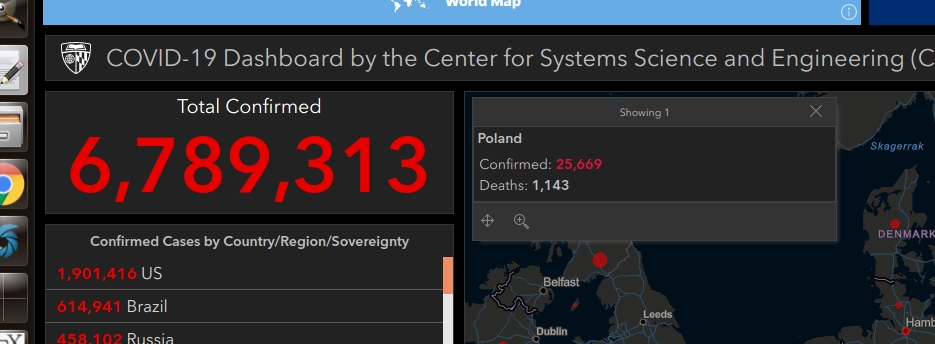 World Map
COVID-19 Dashboard by the Center for Systems Science and Engineering (C
Total Confirmed
6,789,313
Confirmed Cases by Country/Region/Sovereignty
1,901,416 US
614,941 Brazil
458,102 Russia
Showing 1
Poland
Confirmed: 25,669
Deaths: 1,143
Skagerrak
DENMARK
Belfast
Leeds
Dublin
Hamb